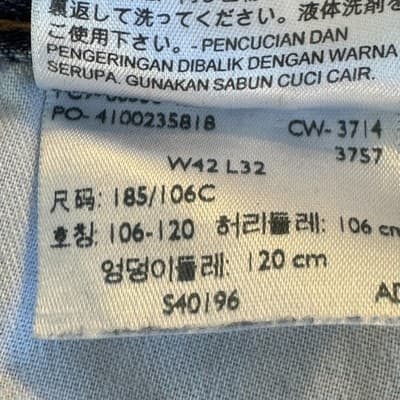 裏返して洗ってください。液体洗剤を
ご使用下さい。- PENCUCIAN DAN
PENGERINGAN DIBALIK DENGAN WARNA
SERUPA. GUNAKAN SABUN CUCI CAIR.
PO- 4100235818
CW- 3714
3757
W42 L32
尺码: 185/106C
호칭: 106-120 허리둘레: 106 cm
엉덩이둘레: 120 cm
S40196